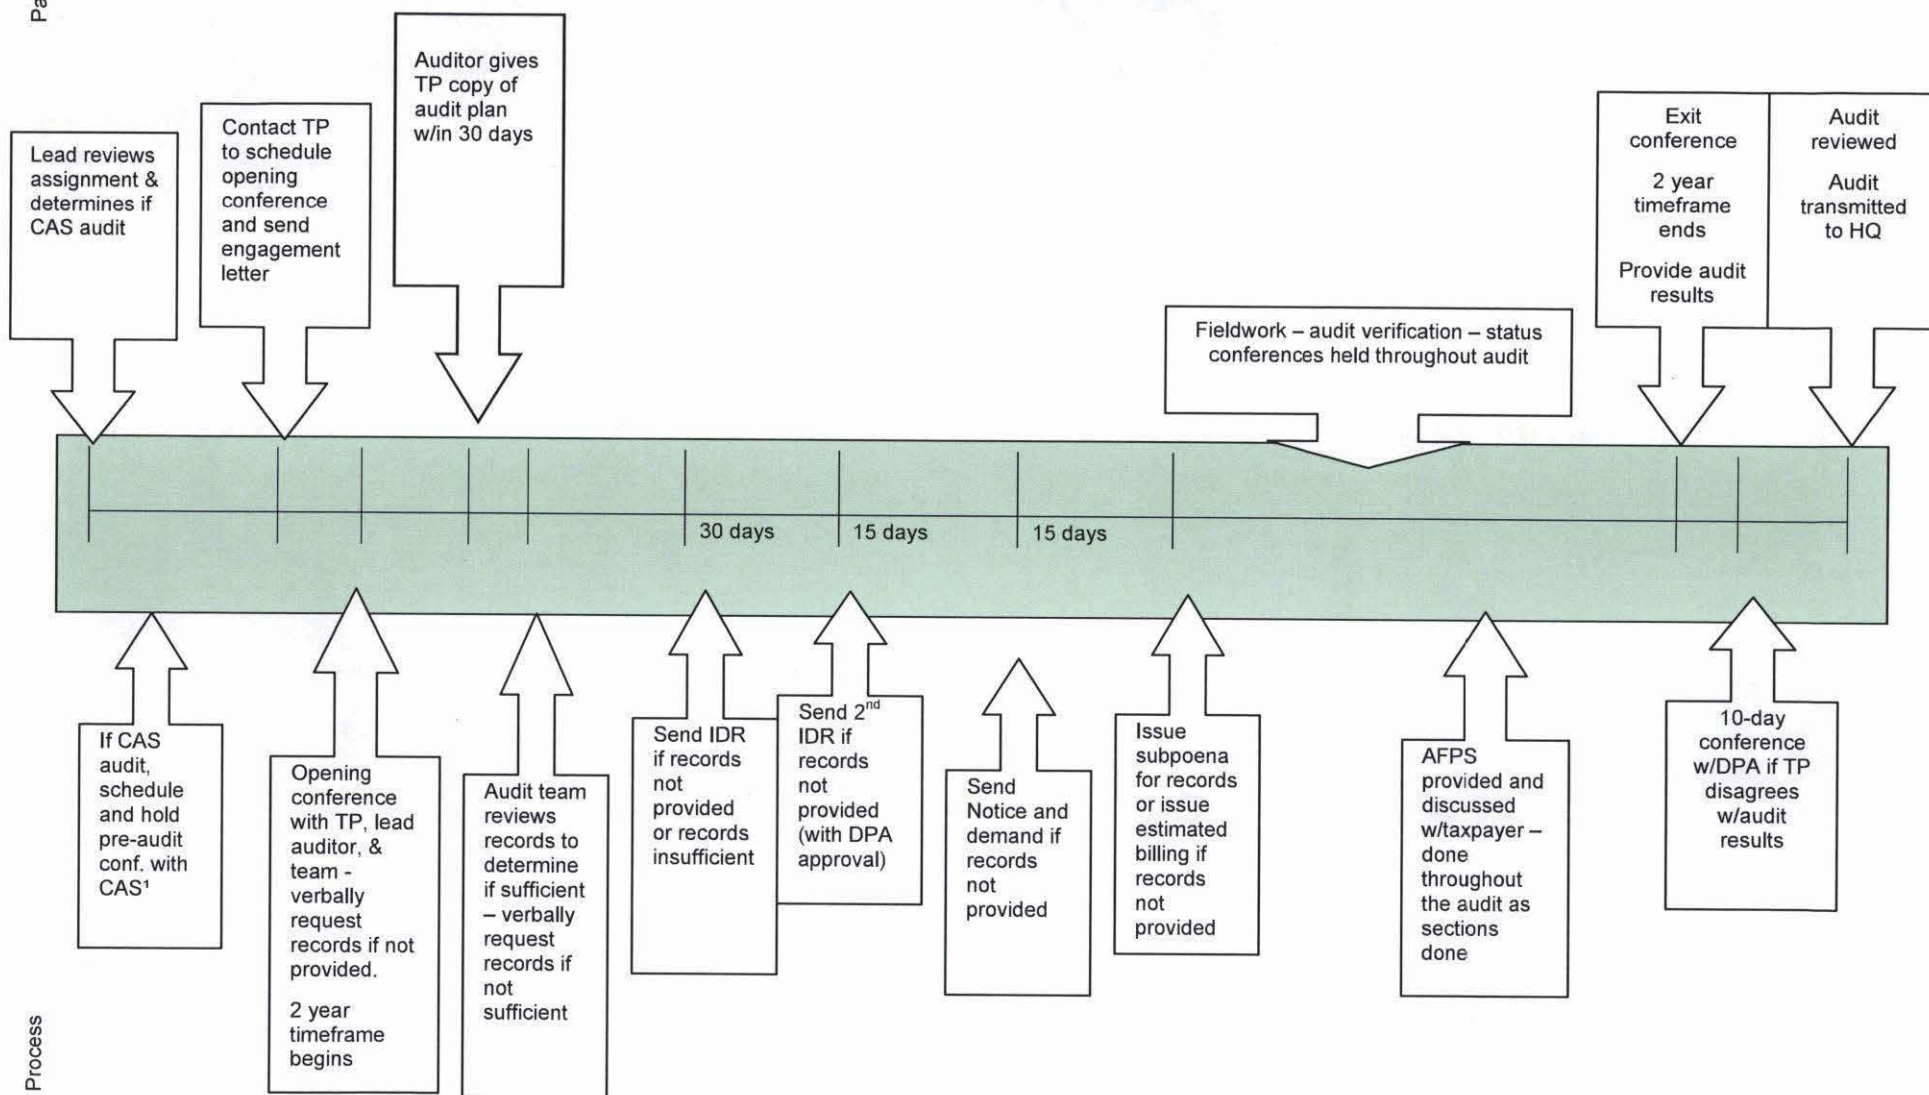 Pa
Auditor gives
TP copy of
audit plan
w/in 30 days
Contact TP
to schedule
opening
conference
and send
engagement
letter
Lead reviews
assignment &
determines if
CAS audit
Exit
conference
2 year
timeframe
ends
Provide audit
results
Audit
reviewed
Audit
transmitted
to HQ
Fieldwork – audit verification – status
conferences held throughout audit
30 days
15 days
15 days
If CAS
audit,
schedule
and hold
pre-audit
conf. with
CAS¹
Opening
conference
with TP, lead
auditor, &
team -
verbally
request
records if not
provided.
2 year
timeframe
begins
Audit team
reviews
records to
determine
if sufficient
– verbally
request
records if
not
sufficient
Send IDR
if records
not
provided
or records
insufficient
Send 2nd
IDR if
records
not
provided
(with DPA
approval)
Send
Notice and
demand if
records
not
provided
Issue
subpoena
for records
or issue
estimated
billing if
records
not
provided
AFPS
provided and
discussed
w/taxpayer –
done
throughout
the audit as
sections
done
10-day
conference
w/DPA if TP
disagrees
w/audit
results
Process